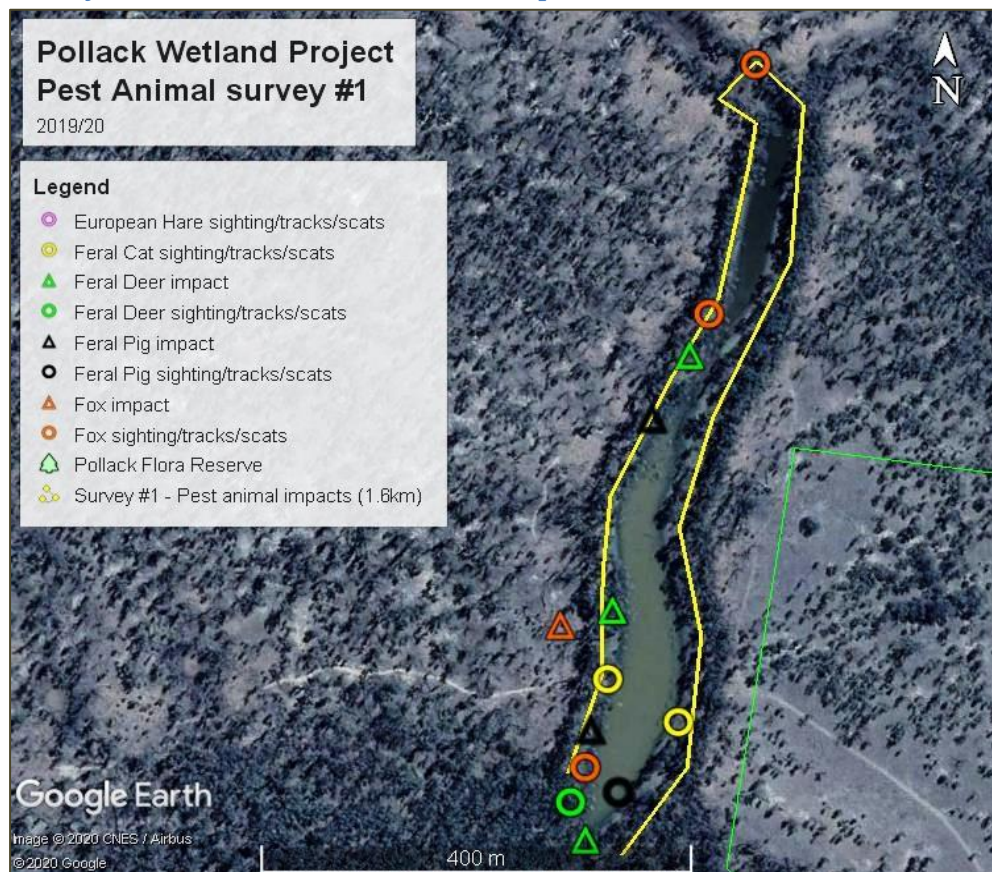 Pollack Wetland Project
Pest Animal survey #1
2019/20
N
Legend
European Hare sighting/tracks/scats
Feral Cat sighting/tracks/scats
Feral Deer impact
Feral Deer sighting/tracks/scats
Feral Pig impact
Feral Pig sighting/tracks/scats
Fox impact
Fox sighting/tracks/scats
Pollack Flora Reserve
Survey #1 - Pest animal impacts (1.6km)
Google Earth
Image © 2020 CNES / Airbus
© 2020 Google
400 m